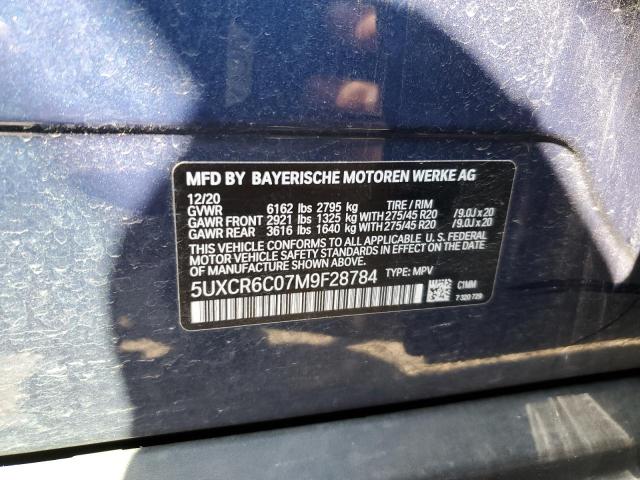 MFD BY BAYERISCHE MOTOREN WERKE AG
12/20 TIRE / RIM
GVWR 6162 lbs 2795 kg
GAWR FRONT 2921 lbs 1325 kg WITH 275/45 R20 /9.0J x 20
GAWR REAR 3616 lbs 1640 kg WITH 275/45 R20 /9.0J x 20
THIS VEHICLE CONFORMS TO ALL APPLICABLE U.S. FEDERAL
MOTOR VEHICLE SAFETY STANDARDS IN EFFECT ON THE
DATE OF MANUFACTURE SHOWN ABOVE.
5UXCR6C07M9F28784 TYPE: MPV
C1MM
7 320 729